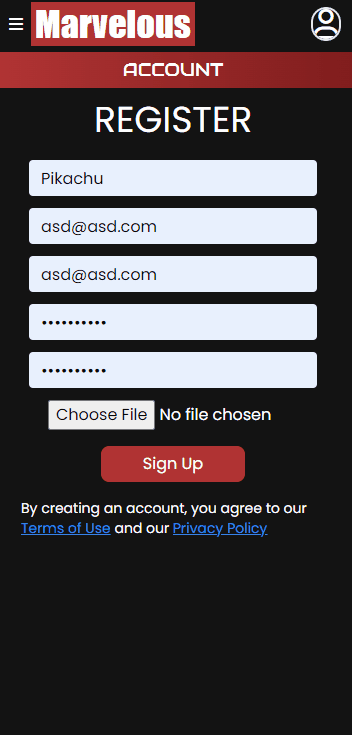 Marvelous
ACCOUNT
REGISTER
Pikachu
asd@asd.com
asd@asd.com
••••••••••
••••••••••
Choose File No file chosen
Sign Up
By creating an account, you agree to our
Terms of Use and our Privacy Policy